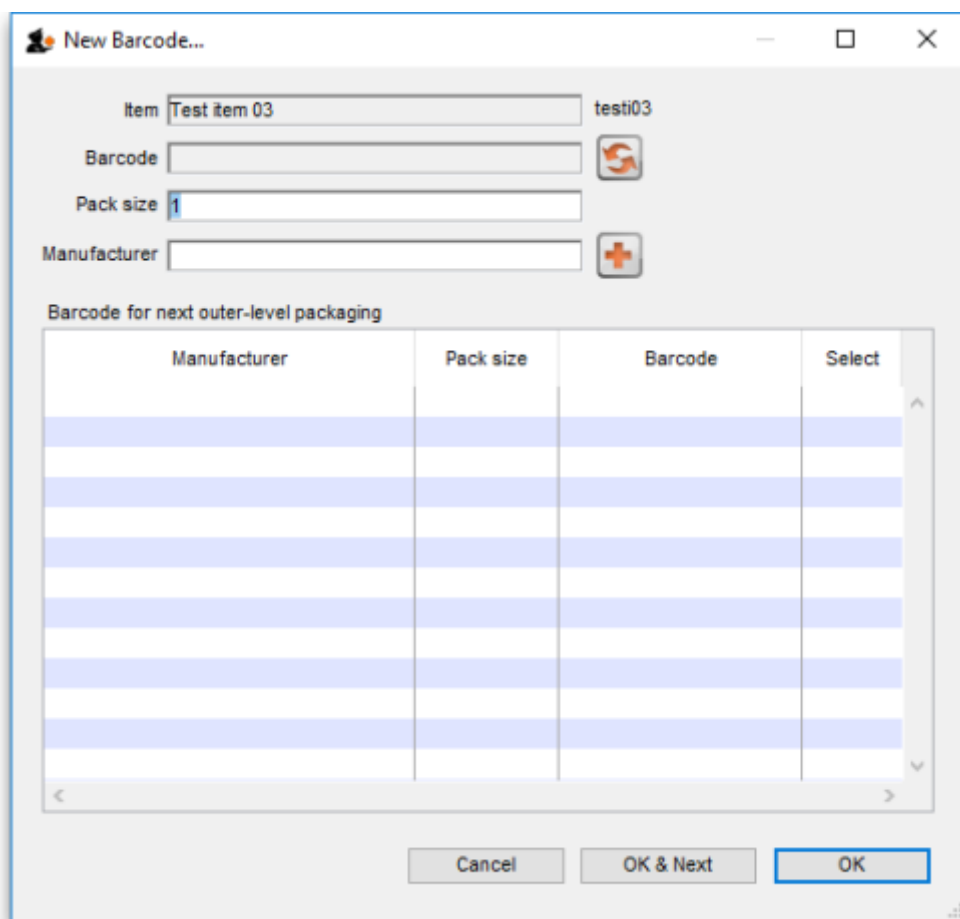 New Barcode...
Item Test item 03 testi03
Barcode
Pack size 1
Manufacturer
Barcode for next outer-level packaging
Manufacturer Pack size Barcode Select
Cancel OK & Next OK